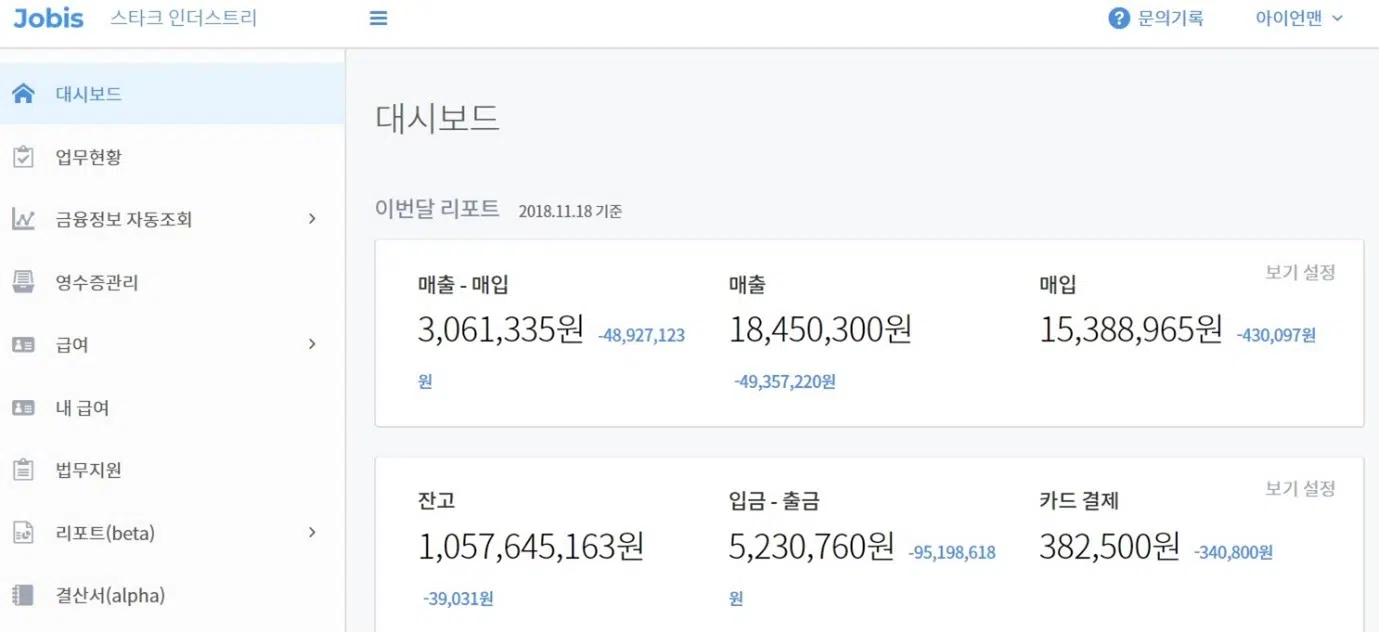 Jobis 스타크 인더스트리 ? 문의기록 아이언맨
대시보드
업무현황
금융정보 자동조회
영수증관리
급여
내 급여
법무지원
리포트(beta)
결산서(alpha)
대시보드
이번달 리포트 2018.11.18 기준
보기 설정
매출 - 매입
3,061,335원 -48,927,123
원
매출
18,450,300원
-49,357,220원
매입
15,388,965원 -430,097원
보기 설정
잔고
1,057,645,163원
-39,031원
입금 - 출금
5,230,760원 -95,198,618
원
카드 결제
382,500원 -340,800원